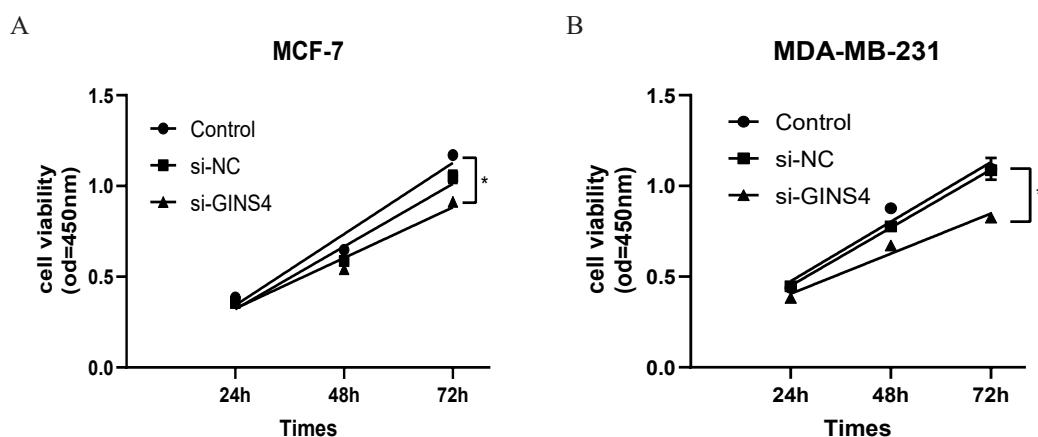 A
MCF-7
1.5
1.0
0.5
0.0
cell viability
(od=450nm)
Control
si-NC
si-GINS4
*
24h
48h
72h
Times
B
MDA-MB-231
1.5
1.0
0.5
0.0
cell viability
(od=450nm)
Control
si-NC
si-GINS4
*
24h
48h
72h
Times